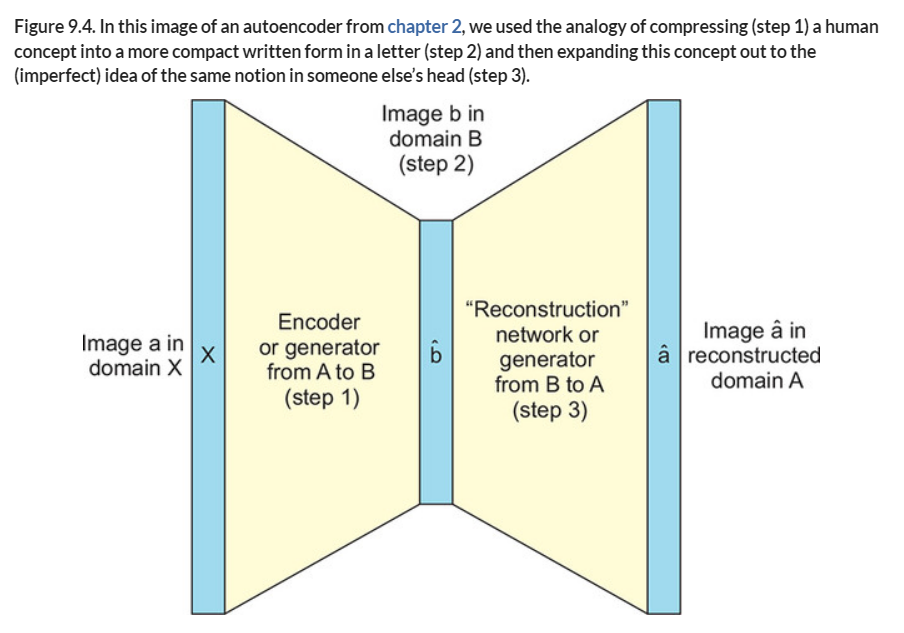 Figure 9.4. In this image of an autoencoder from chapter 2, we used the analogy of compressing (step 1) a human
concept into a more compact written form in a letter (step 2) and then expanding this concept out to the
(imperfect) idea of the same notion in someone else’s head (step 3).
Image b in
domain B
(step 2)
Image a in
domain X
X
Encoder
or generator
from A to B
(step 1)
b̂
“Reconstruction”
network or
generator
from B to A
(step 3)
â
Image â in
reconstructed
domain A